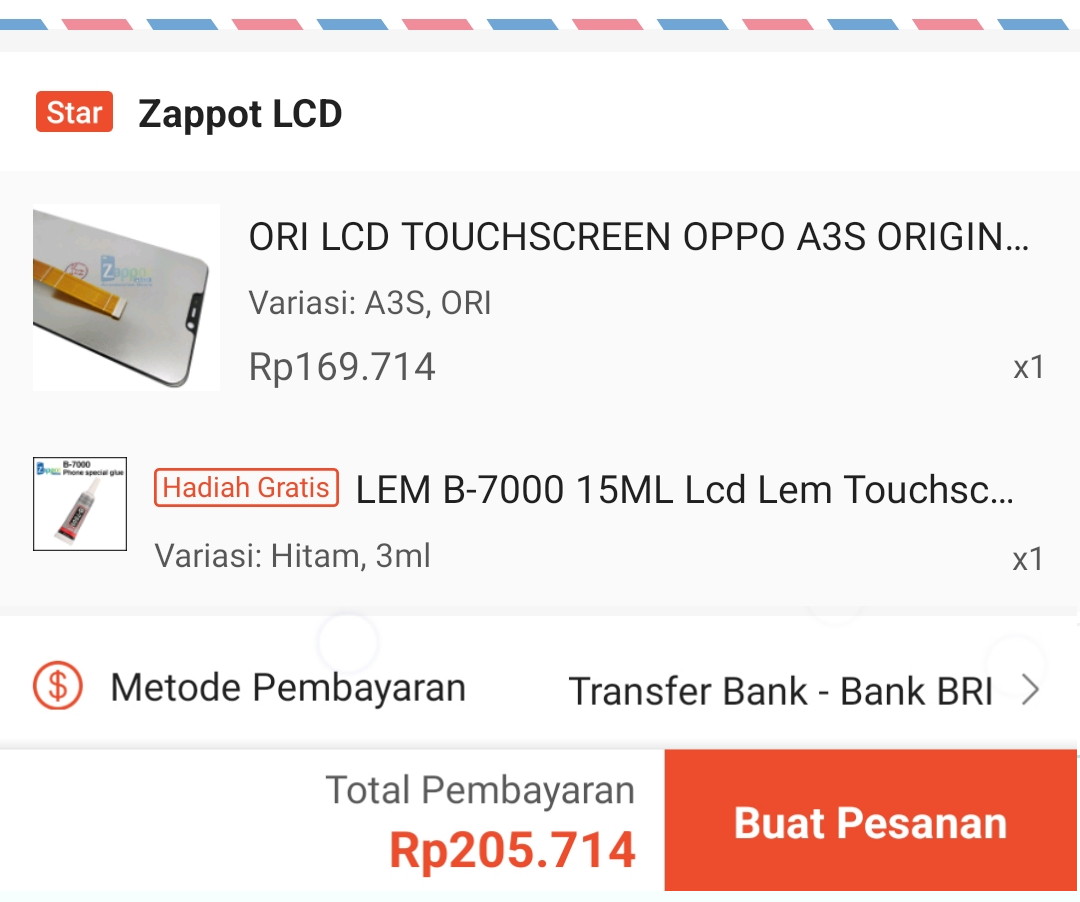 Star Zappot LCD
ORI LCD TOUCHSCREEN OPPO A3S ORIGIN...
Variasi: A3S, ORI
Rp169.714 x1
B-7000
Phone special glue
Hadiah Gratis LEM B-7000 15ML Lcd Lem Touchsc...
Variasi: Hitam, 3ml x1
Metode Pembayaran Transfer Bank - Bank BRI
Total Pembayaran
Rp205.714
Buat Pesanan